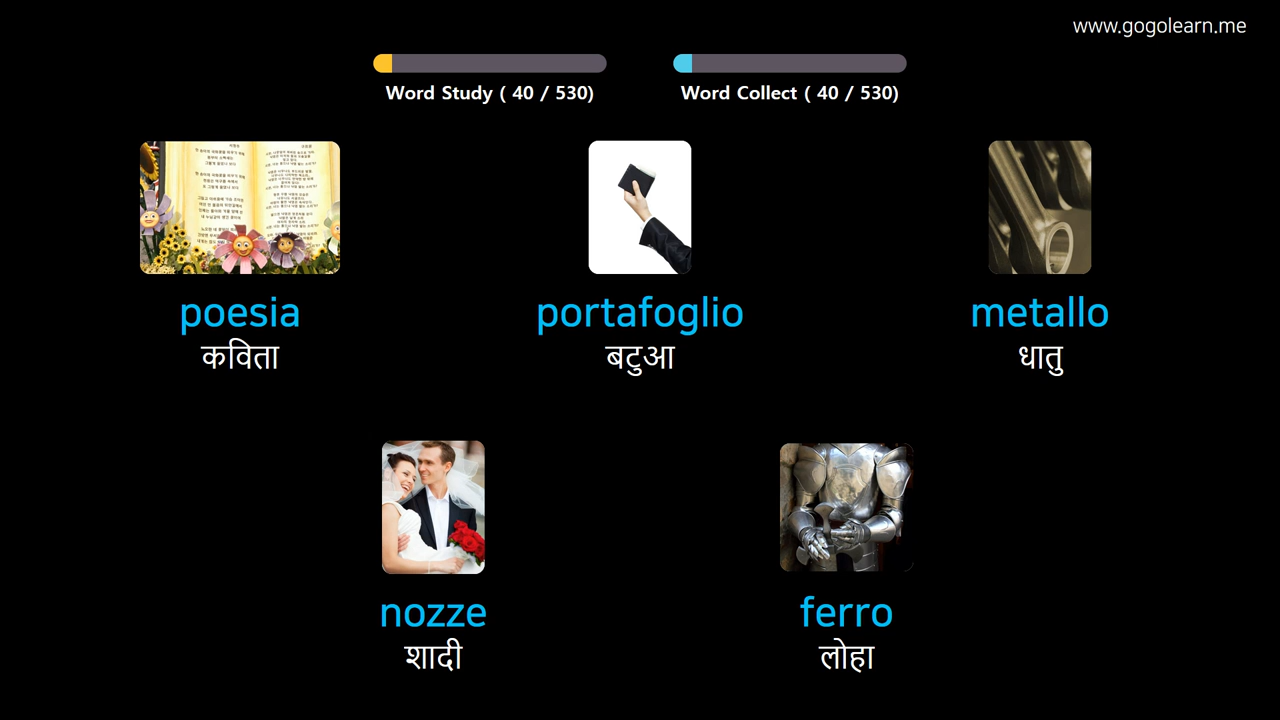 www.gogolearn.me
Word Study ( 40 / 530)
Word Collect ( 40 / 530)
poesia
कविता
portafoglio
बटुआ
metallo
धातु
nozze
शादी
ferro
लोहा